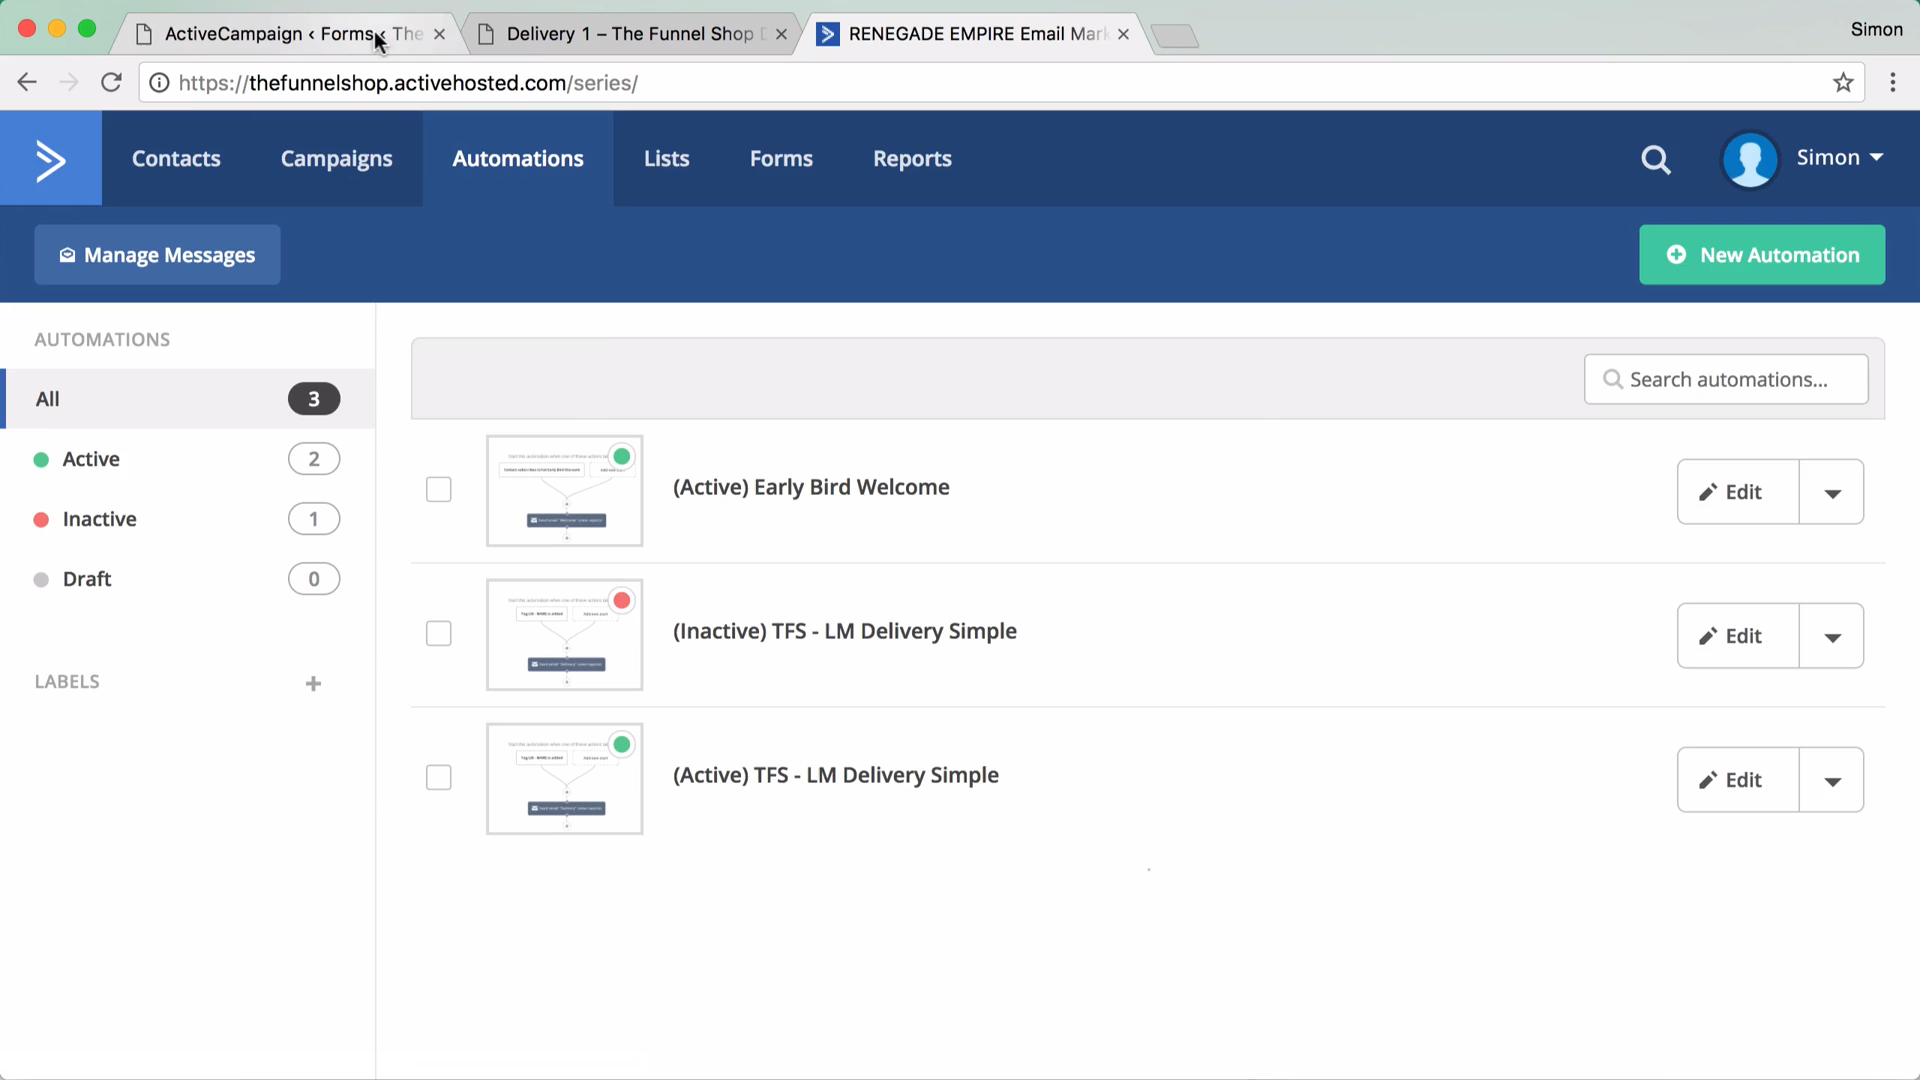 ActiveCampaign ‹ Forms ‹ The
Delivery 1 – The Funnel Shop D
RENEGADE EMPIRE Email Mark
Simon
https://thefunnelshop.activehosted.com/series/
Contacts
Campaigns
Automations
Lists
Forms
Reports
Simon
Manage Messages
New Automation
AUTOMATIONS
All
3
Search automations...
Active
2
Inactive
1
Draft
0
LABELS
(Active) Early Bird Welcome
Edit
(Inactive) TFS - LM Delivery Simple
Edit
(Active) TFS - LM Delivery Simple
Edit